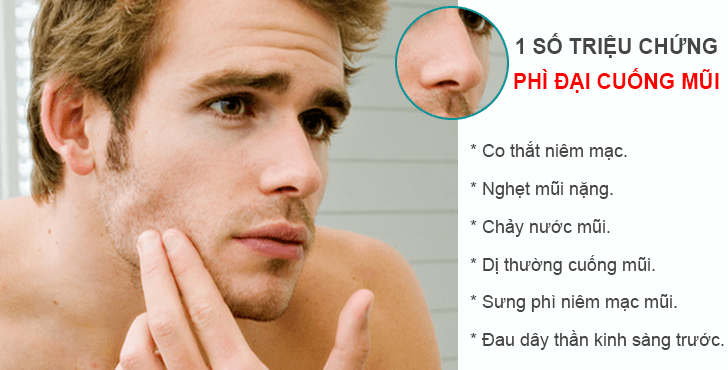 1 SỐ TRIỆU CHỨNG
PHÌ ĐẠI CUỐNG MŨI
* Co thắt niêm mạc.
* Nghẹt mũi nặng.
* Chảy nước mũi.
* Dị thường cuống mũi.
* Sưng phì niêm mạc mũi.
* Đau dây thần kinh sàng trước.